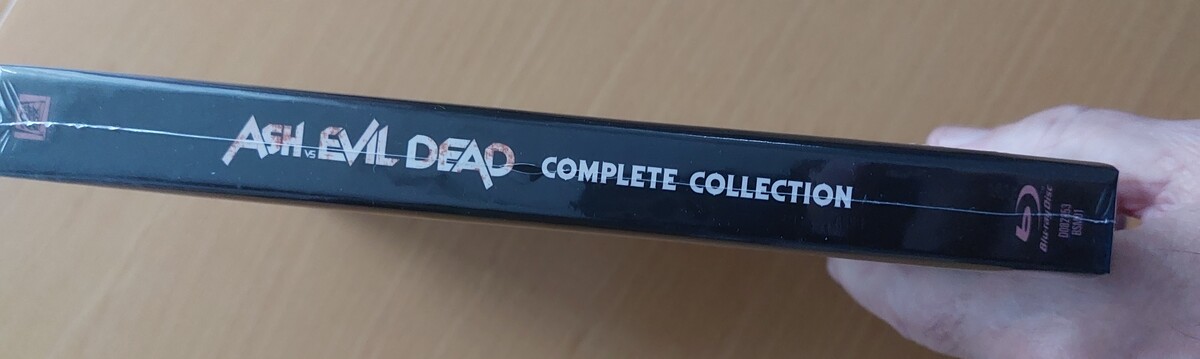 ASH VS EVIL DEAD COMPLETE COLLECTION
Blu-ray Disc